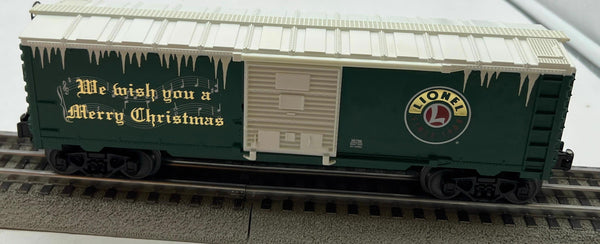 We wish you a
Merry Christmas
LIONEL
L